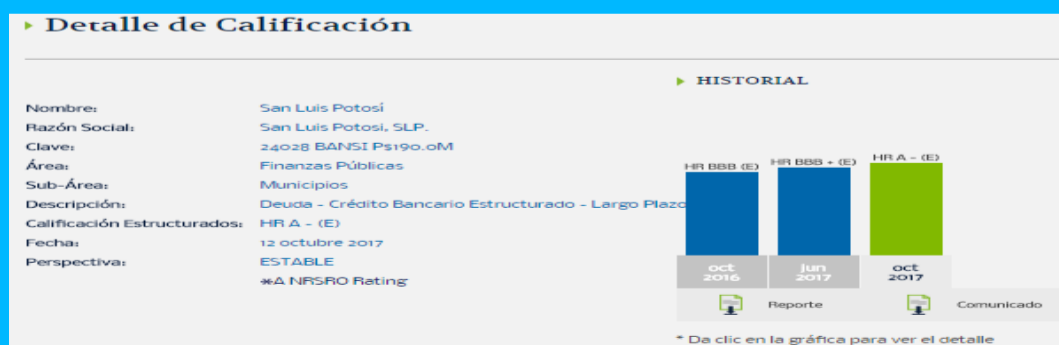 Detalle de Calificación
HISTORIAL
Nombre: San Luis Potosí
Razón Social: San Luis Potosi, SLP.
Clave: 24028 BANSI Ps190.0M
Área: Finanzas Públicas
Sub-Área: Municipios
Descripción: Deuda - Crédito Bancario Estructurado - Largo Plazo
Calificación Estructurados: HR A - (E)
Fecha: 12 octubre 2017
Perspectiva: ESTABLE
*A NRSRO Rating
HR BBB (E) HR BBB + (E) HR A - (E)
oct 2016 jun 2017 oct 2017
Reporte Comunicado
* Da clic en la gráfica para ver el detalle